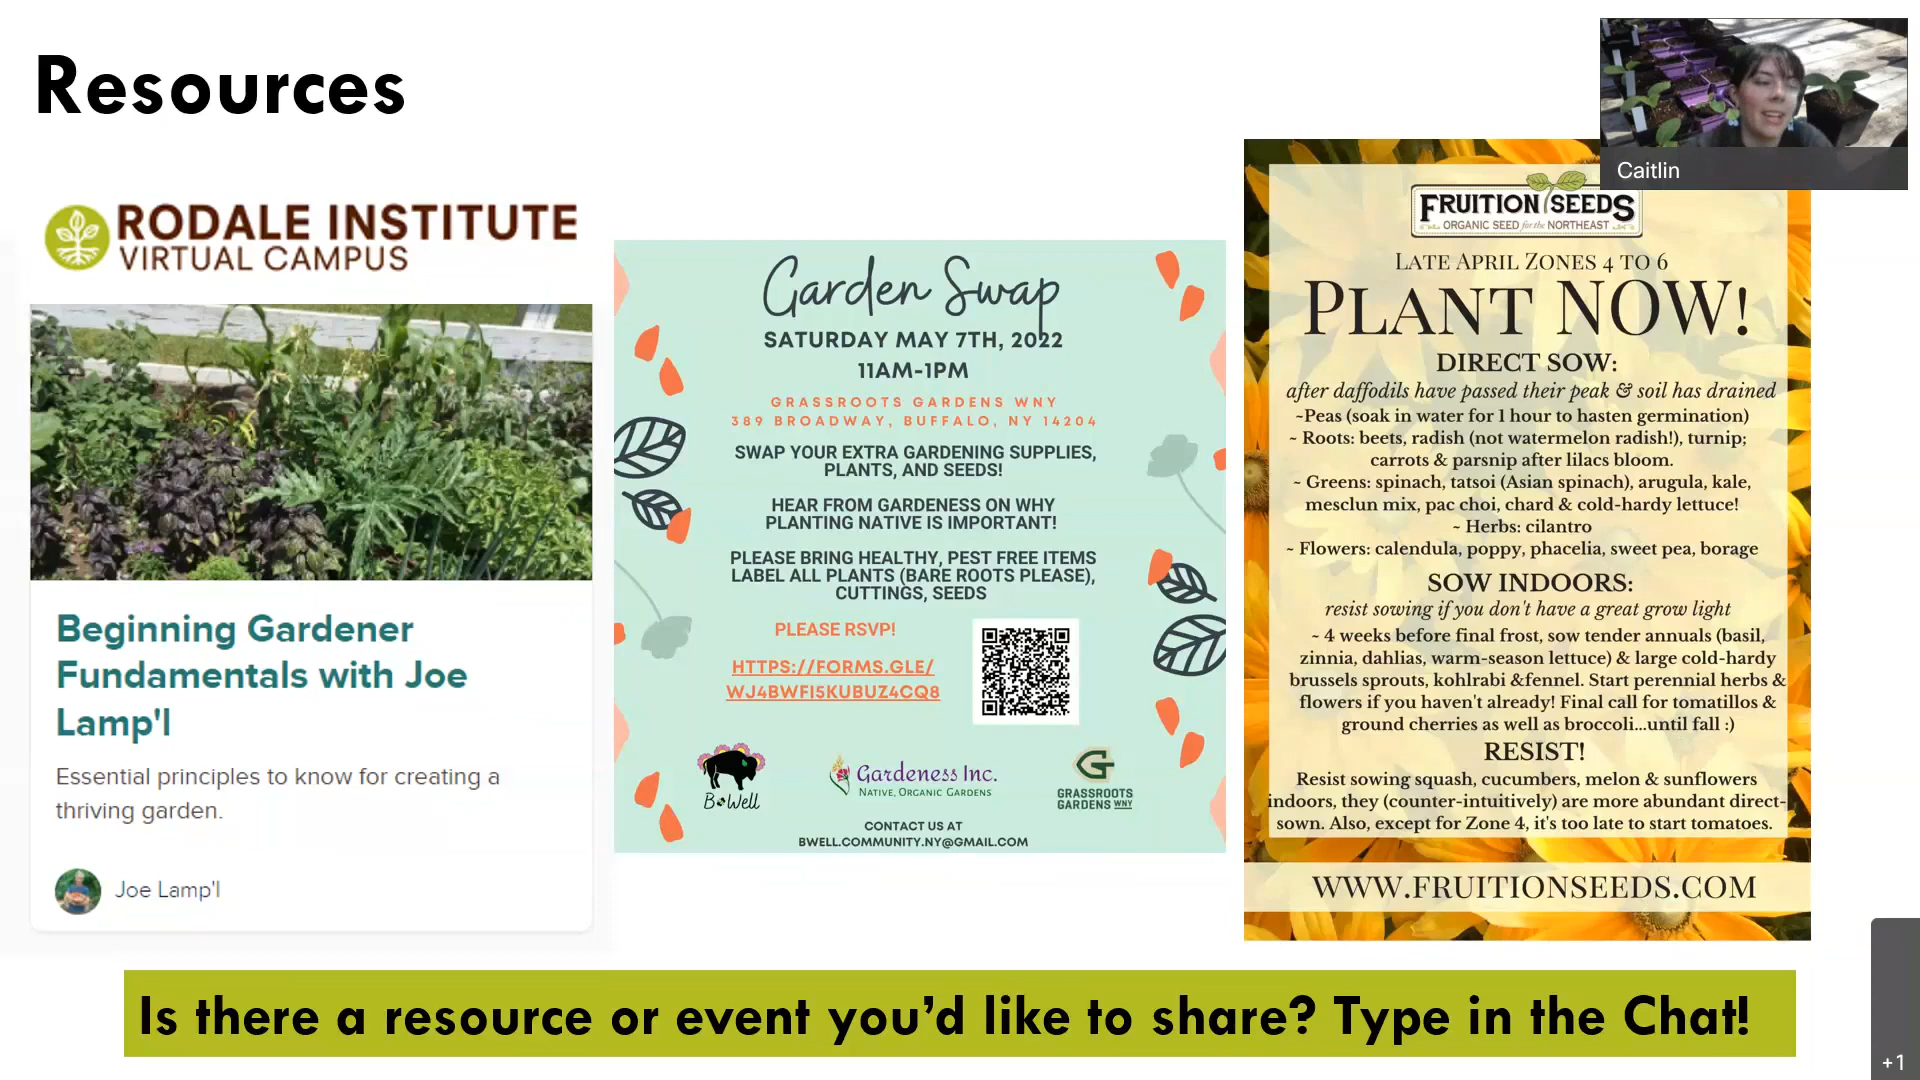 Resources
Caitlin
RODALE INSTITUTE
VIRTUAL CAMPUS
Beginning Gardener
Fundamentals with Joe
Lamp'l
Essential principles to know for creating a
thriving garden.
Joe Lamp'l
Garden Swap
SATURDAY MAY 7TH, 2022
11AM-1PM
GRASSROOTS GARDENS WNY
389 BROADWAY, BUFFALO, NY 14204
SWAP YOUR EXTRA GARDENING SUPPLIES,
PLANTS, AND SEEDS!
HEAR FROM GARDENESS ON WHY
PLANTING NATIVE IS IMPORTANT!
PLEASE BRING HEALTHY, PEST FREE ITEMS
LABEL ALL PLANTS (BARE ROOTS PLEASE),
CUTTINGS, SEEDS
PLEASE RSVP!
HTTPS://FORMS.GLE/
WJ4BWFI5KUBUZ4CQ8
B Well
Gardeness Inc.
NATIVE, ORGANIC GARDENS
GRASSROOTS
GARDENS WNY
CONTACT US AT
BWELL.COMMUNITY.NY@GMAIL.COM
FRUITION SEEDS
ORGANIC SEED for the NORTHEAST
LATE APRIL ZONES 4 TO 6
PLANT NOW!
DIRECT SOW:
after daffodils have passed their peak & soil has drained
~Peas (soak in water for 1 hour to hasten germination)
~ Roots: beets, radish (not watermelon radish!), turnip;
carrots & parsnip after lilacs bloom.
~ Greens: spinach, tatsoi (Asian spinach), arugula, kale,
mesclun mix, pac choi, chard & cold-hardy lettuce!
~ Herbs: cilantro
~ Flowers: calendula, poppy, phacelia, sweet pea, borage
SOW INDOORS:
resist sowing if you don't have a great grow light
~ 4 weeks before final frost, sow tender annuals (basil,
zinnia, dahlias, warm-season lettuce) & large cold-hardy
brussels sprouts, kohlrabi &fennel. Start perennial herbs &
flowers if you haven't already! Final call for tomatillos &
ground cherries as well as broccoli...until fall :)
RESIST!
Resist sowing squash, cucumbers, melon & sunflowers
indoors, they (counter-intuitively) are more abundant direct-
sown. Also, except for Zone 4, it's too late to start tomatoes.
WWW.FRUITIONSEEDS.COM
Is there a resource or event you’d like to share? Type in the Chat!
+1